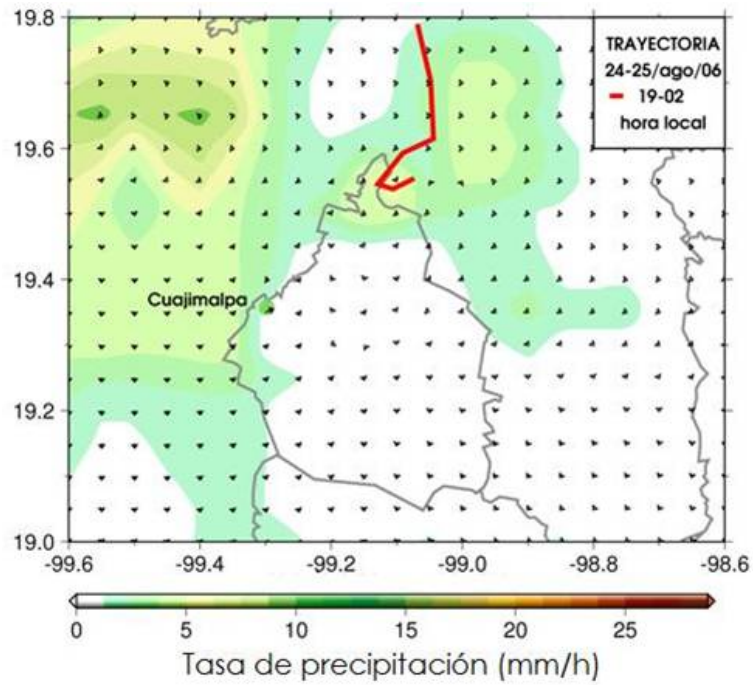 19.8
TRAYECTORIA
24-25/ago/06
19-02
hora local
19.6
19.4
Cuajimalpa
19.2
19.0
-99.6 -99.4 -99.2 -99.0 -98.8 -98.6
0 5 10 15 20 25
Tasa de precipitación (mm/h)